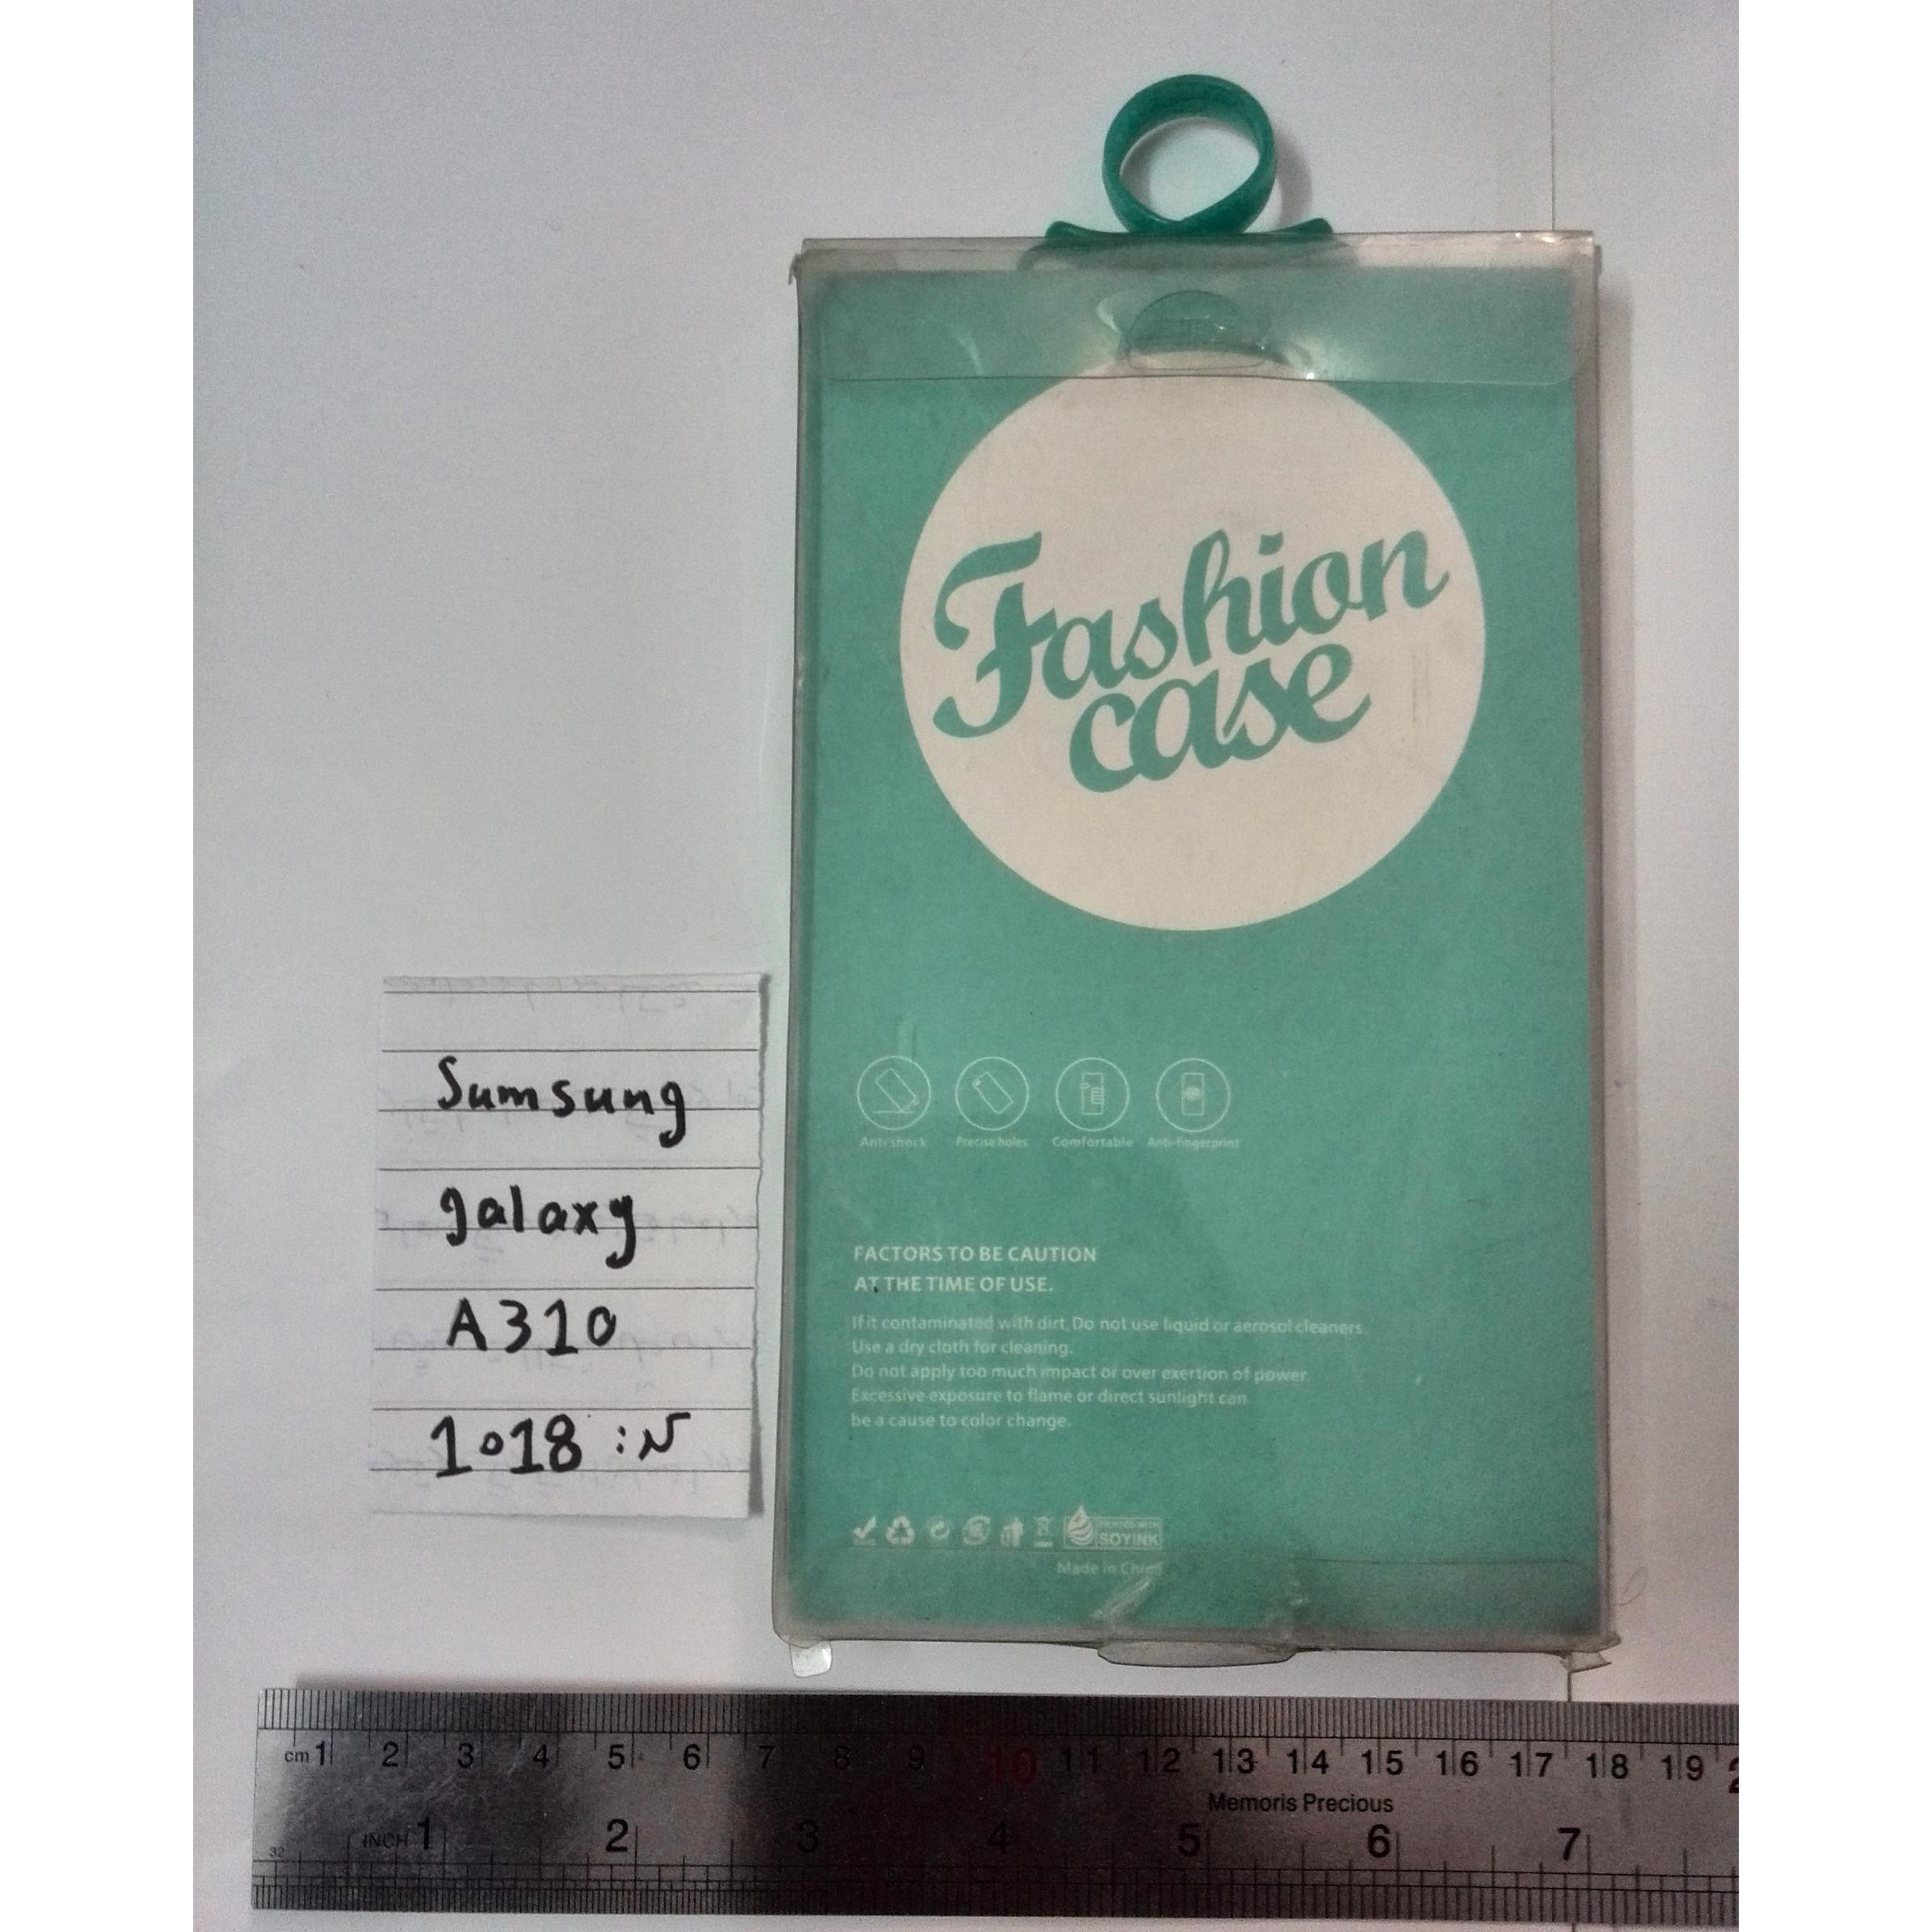 Fashion
case
Sumsung
galaxy
A310
1018 :س
Anti shock
Precise holes
Comfortable
Anti-fingerprint
FACTORS TO BE CAUTION
AT THE TIME OF USE.
If it contaminated with dirt, Do not use liquid or aerosol cleaners
Use a dry cloth for cleaning.
Do not apply too much impact or over exertion of power
Excessive exposure to flame or direct sunlight can
be a cause to color change.
PRINTED WITH
SOY INK
Made in China
cm 1 2 3 4 5 6 7 8 9 10 11 12 13 14 15 16 17 18 19
Memoris Precious
INCH 1 2 3 4 5 6 7
32